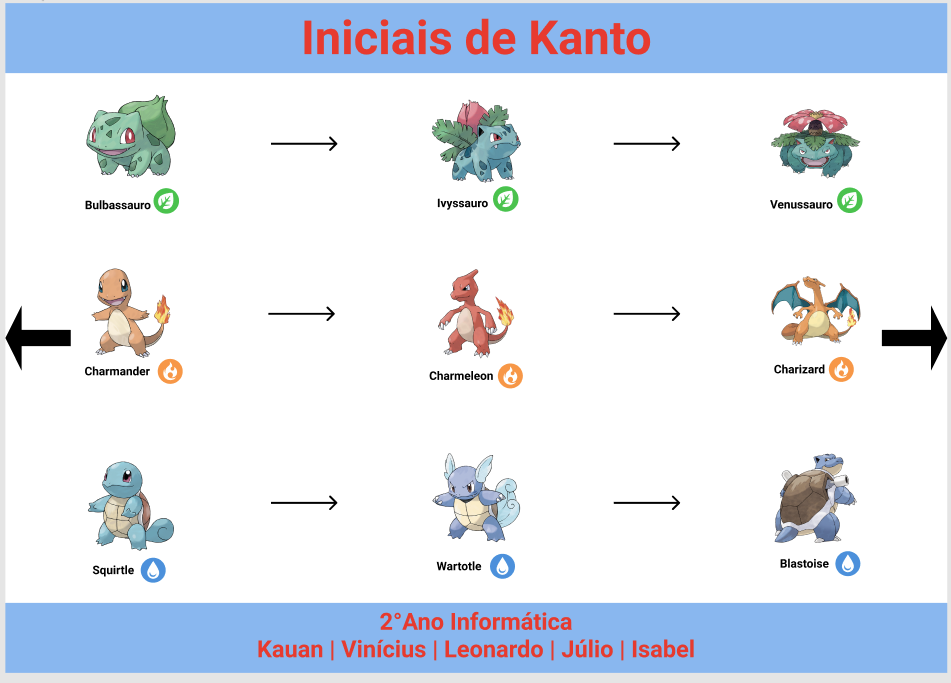 Iniciais de Kanto
Bulbassauro
Ivyssauro
Venussauro
Charmander
Charmeleon
Charizard
Squirtle
Wartotle
Blastoise
2°Ano Informática
Kauan | Vinícius | Leonardo | Júlio | Isabel